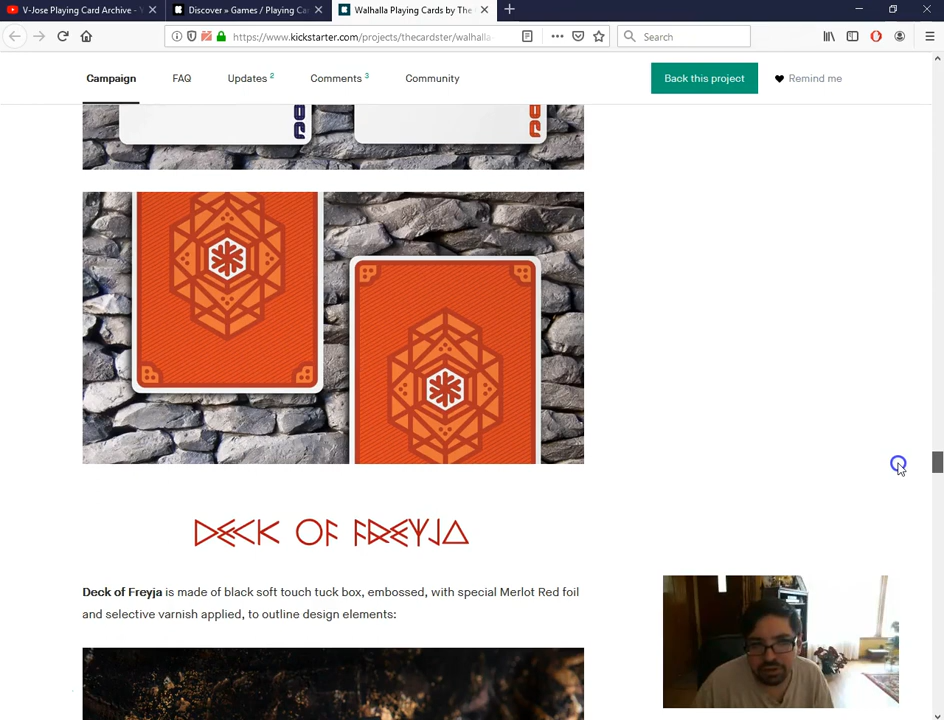 V-Jose Playing Card Archive - Y
Discover » Games / Playing Car
Walhalla Playing Cards by The
https://www.kickstarter.com/projects/thecardster/walhalla-
Search
Campaign
FAQ
Updates 2
Comments 3
Community
Back this project
Remind me
DECK OF FREYJA
Deck of Freyja is made of black soft touch tuck box, embossed, with special Merlot Red foil
and selective varnish applied, to outline design elements: